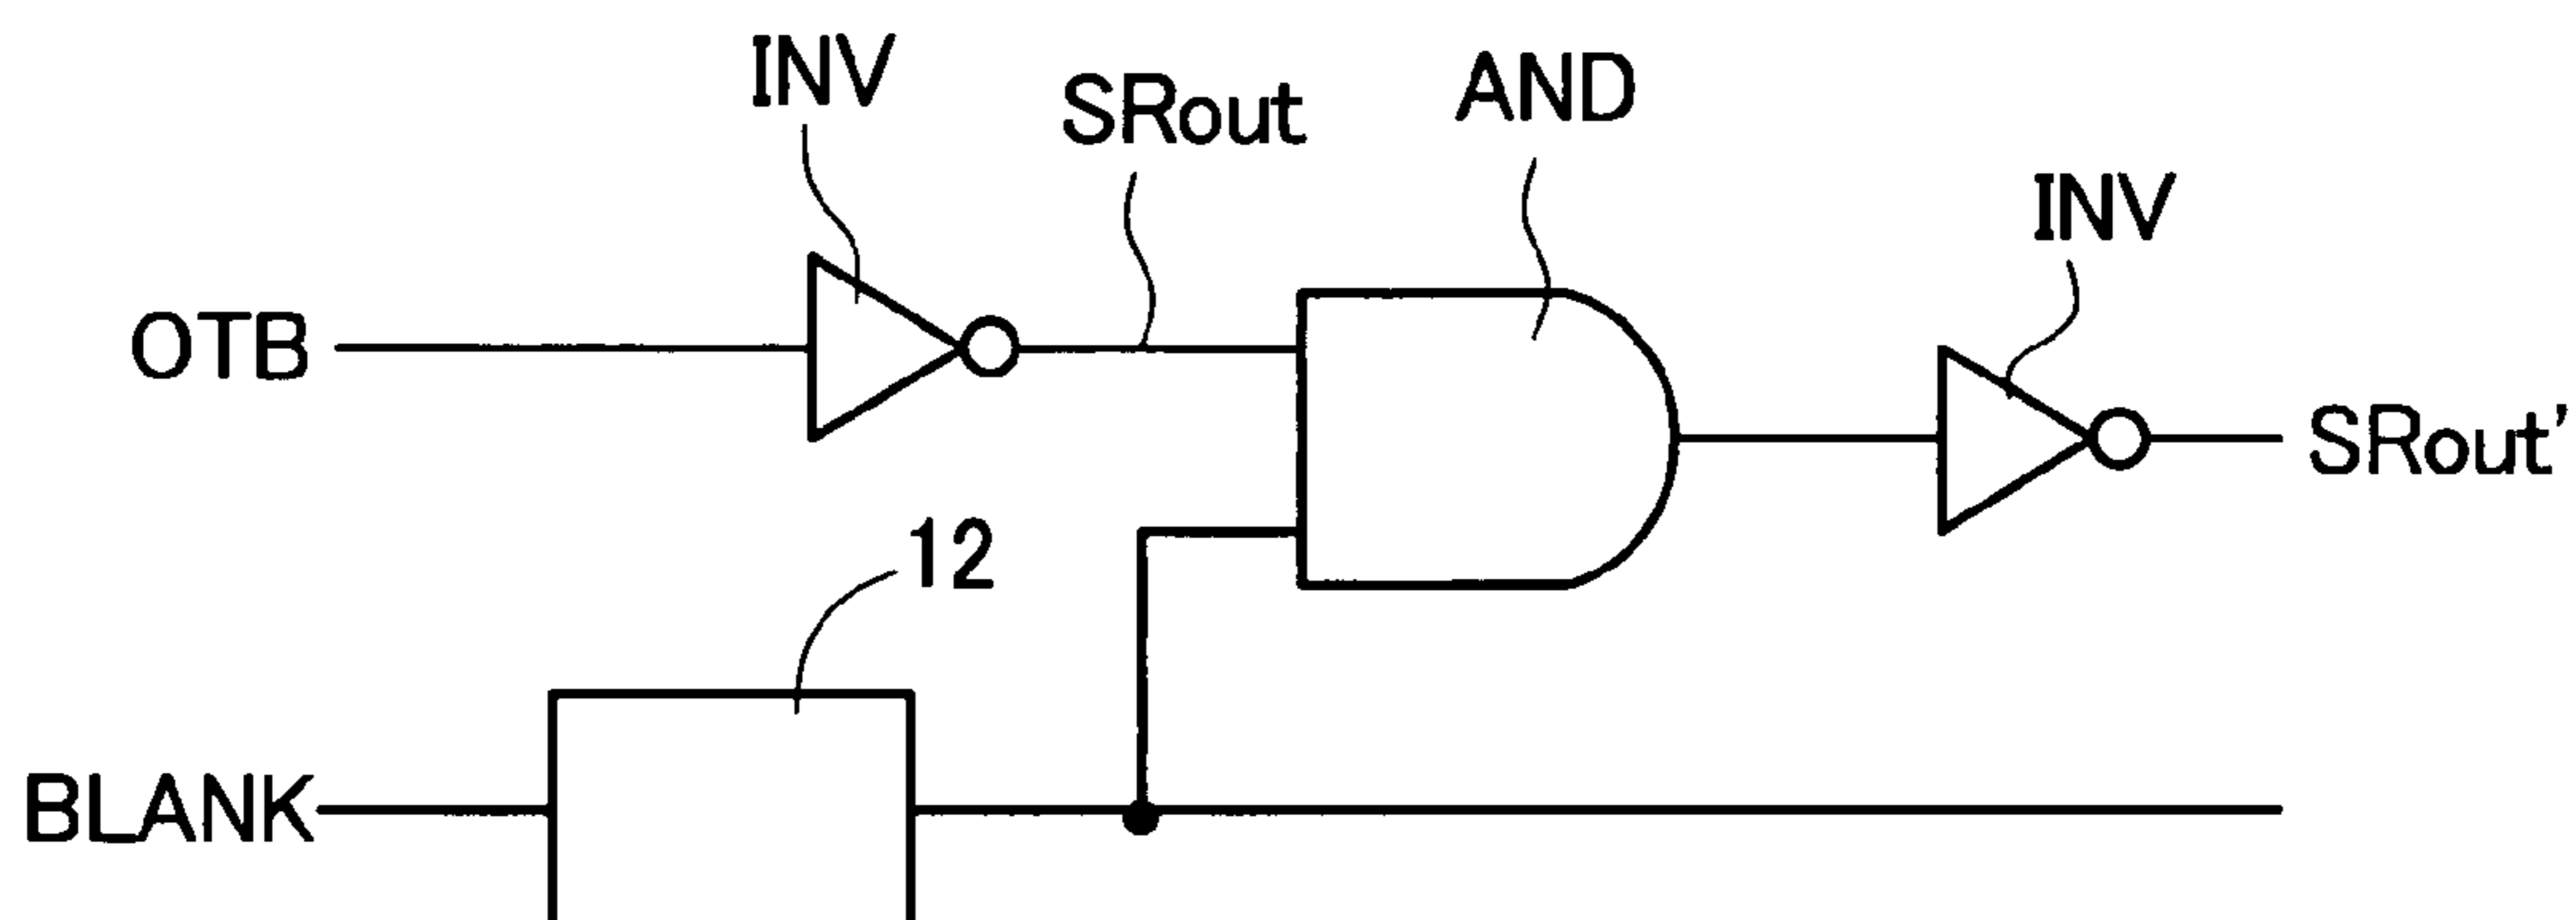 INV
SRout
AND
INV
OTB
SRout'
12
BLANK